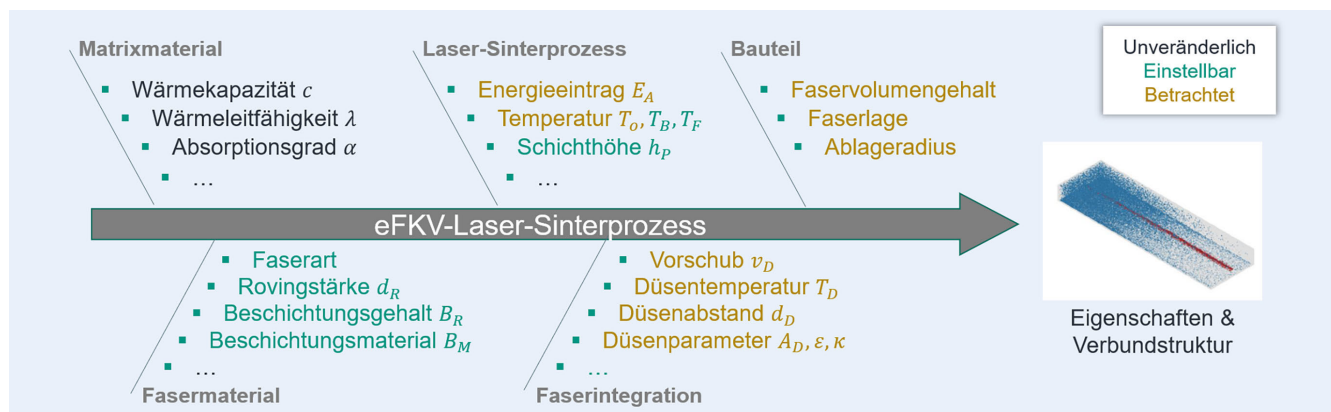 Matrixmaterial
Wärmekapazität c
Wärmeleitfähigkeit λ
Absorptionsgrad α
...
Laser-Sinterprozess
Energieeintrag E_A
Temperatur T_o, T_B, T_F
Schichthöhe h_P
...
Bauteil
Faservolumengehalt
Faserlage
Ablageradius
Unveränderlich
Einstellbar
Betrachtet
eFKV-Laser-Sinterprozess
Faserart
Rovingstärke d_R
Beschichtungsgehalt B_R
Beschichtungsmaterial B_M
...
Fasermaterial
Vorschub v_D
Düsentemperatur T_D
Düsenabstand d_D
Düsenparameter A_D, ε, κ
...
Faserintegration
Eigenschaften &
Verbundstruktur